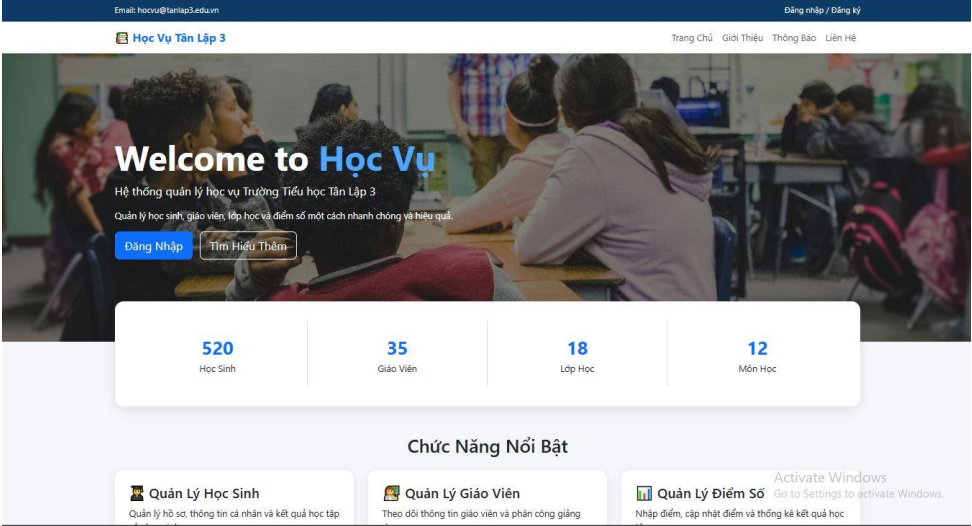 Email: hocvu@tanlap3.edu.vn
Đăng nhập / Đăng ký
Học Vụ Tân Lập 3
Trang Chủ Giới Thiệu Thông Báo Liên Hệ
Welcome to Học Vụ
Hệ thống quản lý học vụ Trường Tiểu học Tân Lập 3
Quản lý học sinh, giáo viên, lớp học và điểm số một cách nhanh chóng và hiệu quả.
Đăng Nhập
Tìm Hiểu Thêm
520
Học Sinh
35
Giáo Viên
18
Lớp Học
12
Môn Học
Chức Năng Nổi Bật
Quản Lý Học Sinh
Quản lý hồ sơ, thông tin cá nhân và kết quả học tập
Quản Lý Giáo Viên
Theo dõi thông tin giáo viên và phân công giảng
Quản Lý Điểm Số
Nhập điểm, cập nhật điểm và thống kê kết quả học
Activate Windows
Go to Settings to activate Windows.